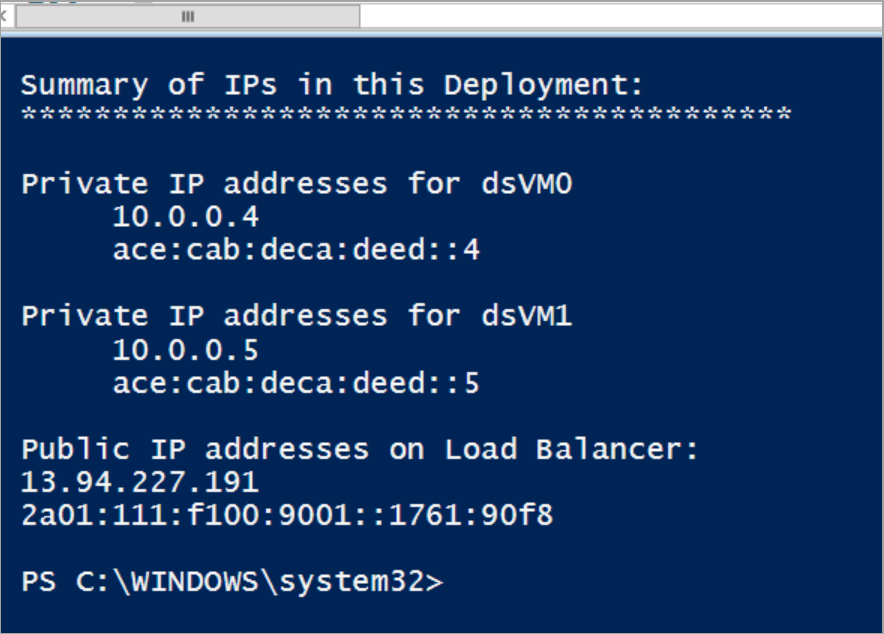 Summary of IPs in this Deployment:
******************************************
Private IP addresses for dsVM0
10.0.0.4
ace:cab:deca:deed::4
Private IP addresses for dsVM1
10.0.0.5
ace:cab:deca:deed::5
Public IP addresses on Load Balancer:
13.94.227.191
2a01:111:f100:9001::1761:90f8
PS C:\WINDOWS\system32>